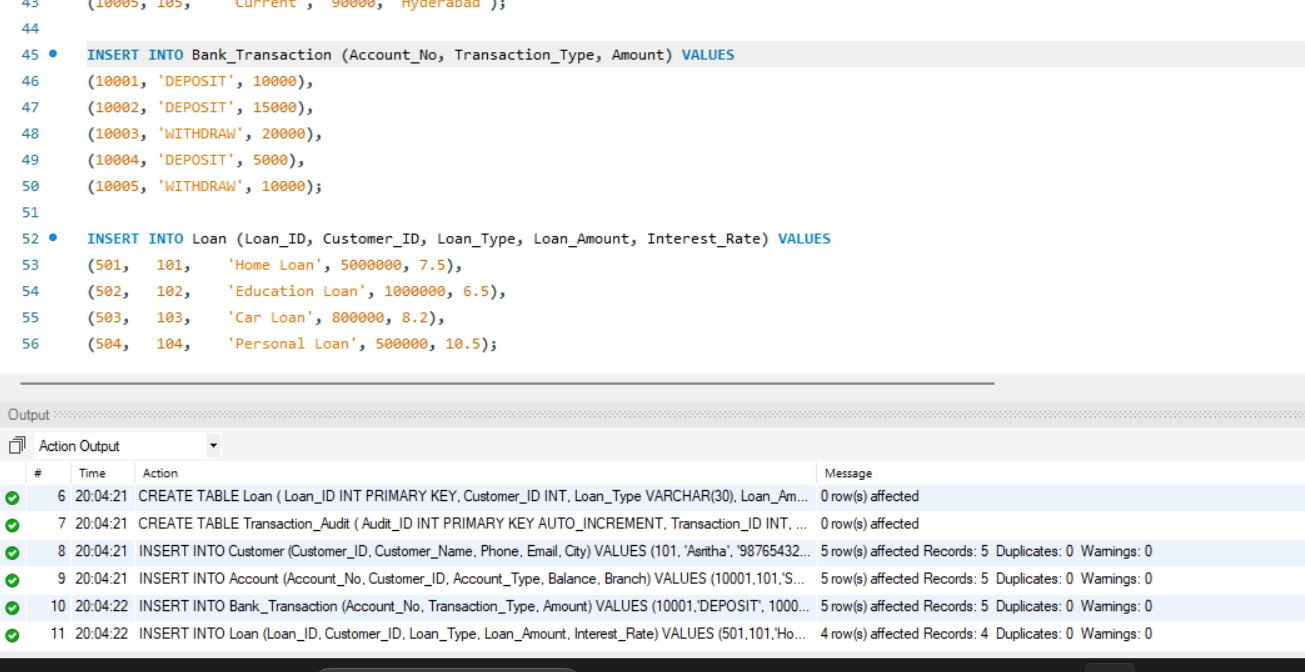 43 (10005, 105, 'Current', 90000, 'Hyderabad');
44
45 INSERT INTO Bank_Transaction (Account_No, Transaction_Type, Amount) VALUES
46 (10001, 'DEPOSIT', 10000),
47 (10002, 'DEPOSIT', 15000),
48 (10003, 'WITHDRAW', 20000),
49 (10004, 'DEPOSIT', 5000),
50 (10005, 'WITHDRAW', 10000);
51
52 INSERT INTO Loan (Loan_ID, Customer_ID, Loan_Type, Loan_Amount, Interest_Rate) VALUES
53 (501, 101, 'Home Loan', 5000000, 7.5),
54 (502, 102, 'Education Loan', 1000000, 6.5),
55 (503, 103, 'Car Loan', 800000, 8.2),
56 (504, 104, 'Personal Loan', 500000, 10.5);
Output
Action Output
# Time Action Message
6 20:04:21 CREATE TABLE Loan ( Loan_ID INT PRIMARY KEY, Customer_ID INT, Loan_Type VARCHAR(30), Loan_Am... 0 row(s) affected
7 20:04:21 CREATE TABLE Transaction_Audit ( Audit_ID INT PRIMARY KEY AUTO_INCREMENT, Transaction_ID INT, ... 0 row(s) affected
8 20:04:21 INSERT INTO Customer (Customer_ID, Customer_Name, Phone, Email, City) VALUES (101, 'Asritha', '98765432... 5 row(s) affected Records: 5 Duplicates: 0 Warnings: 0
9 20:04:21 INSERT INTO Account (Account_No, Customer_ID, Account_Type, Balance, Branch) VALUES (10001,101,'S... 5 row(s) affected Records: 5 Duplicates: 0 Warnings: 0
10 20:04:22 INSERT INTO Bank_Transaction (Account_No, Transaction_Type, Amount) VALUES (10001,'DEPOSIT', 1000... 5 row(s) affected Records: 5 Duplicates: 0 Warnings: 0
11 20:04:22 INSERT INTO Loan (Loan_ID, Customer_ID, Loan_Type, Loan_Amount, Interest_Rate) VALUES (501,101,'Ho... 4 row(s) affected Records: 4 Duplicates: 0 Warnings: 0